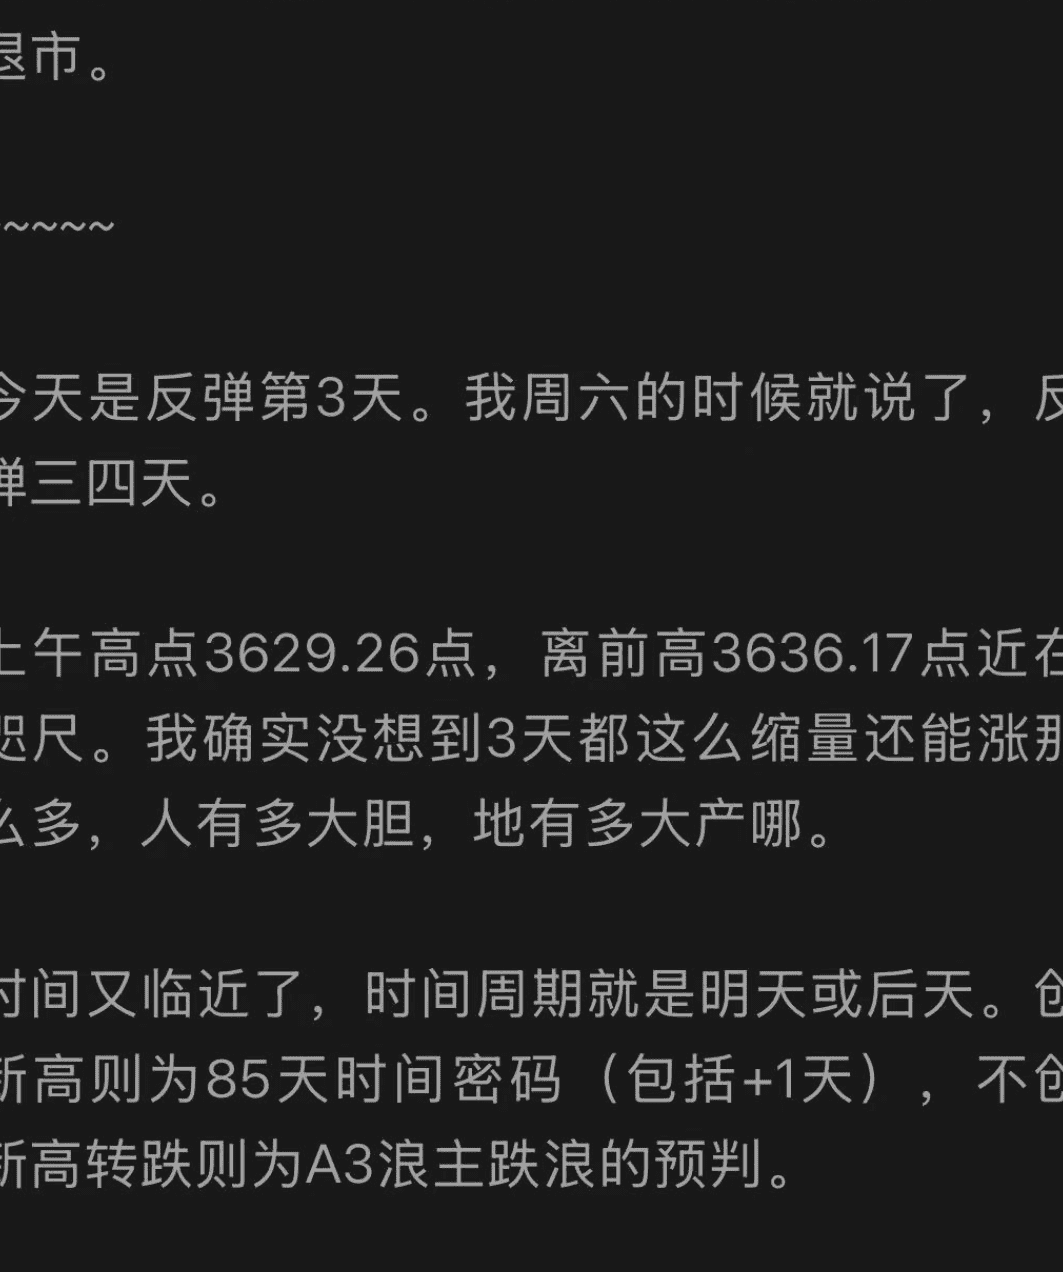 退市。
~~~~
今天是反弹第3天。我周六的时候就说了，反
弹三四天。
上午高点3629.26点，离前高3636.17点近在
咫尺。我确实没想到3天都这么缩量还能涨那
么多，人有多大胆，地有多大产哪。
时间又临近了，时间周期就是明天或后天。创
新高则为85天时间密码（包括+1天），不创
新高转跌则为A3浪主跌浪的预判。